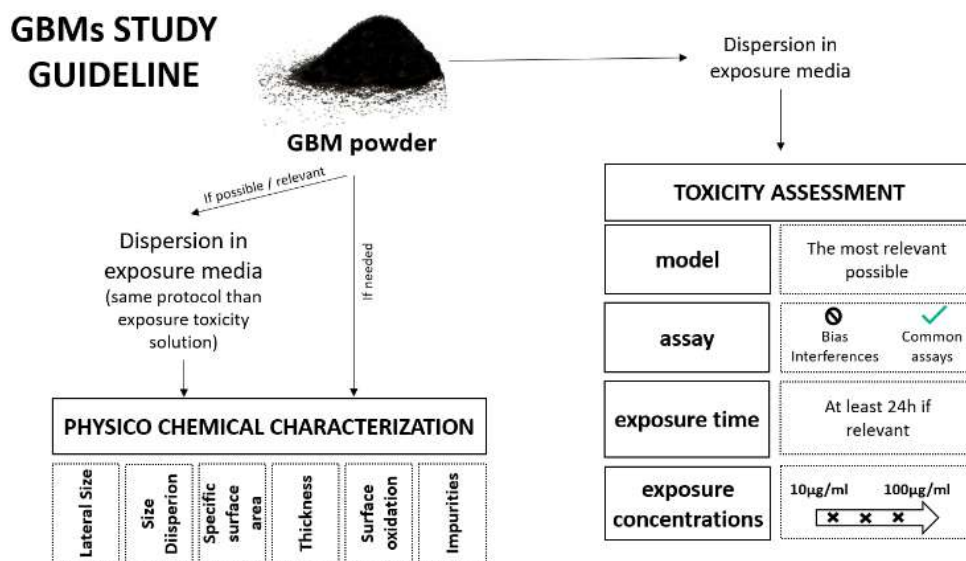 GBMs STUDY
GUIDELINE
GBM powder
Dispersion in
exposure media
If possible / relevant
If needed
Dispersion in
exposure media
(same protocol than
exposure toxicity
solution)
PHYSICO CHEMICAL CHARACTERIZATION
Lateral Size
Size
Diisperion
Specific
surface
area
Thickness
Surface
oxidation
Impurities
TOXICITY ASSESSMENT
model
The most relevant
possible
assay
Bias
Interferences
Common
assays
exposure time
At least 24h if
relevant
exposure
concentrations
10µg/ml
100µg/ml